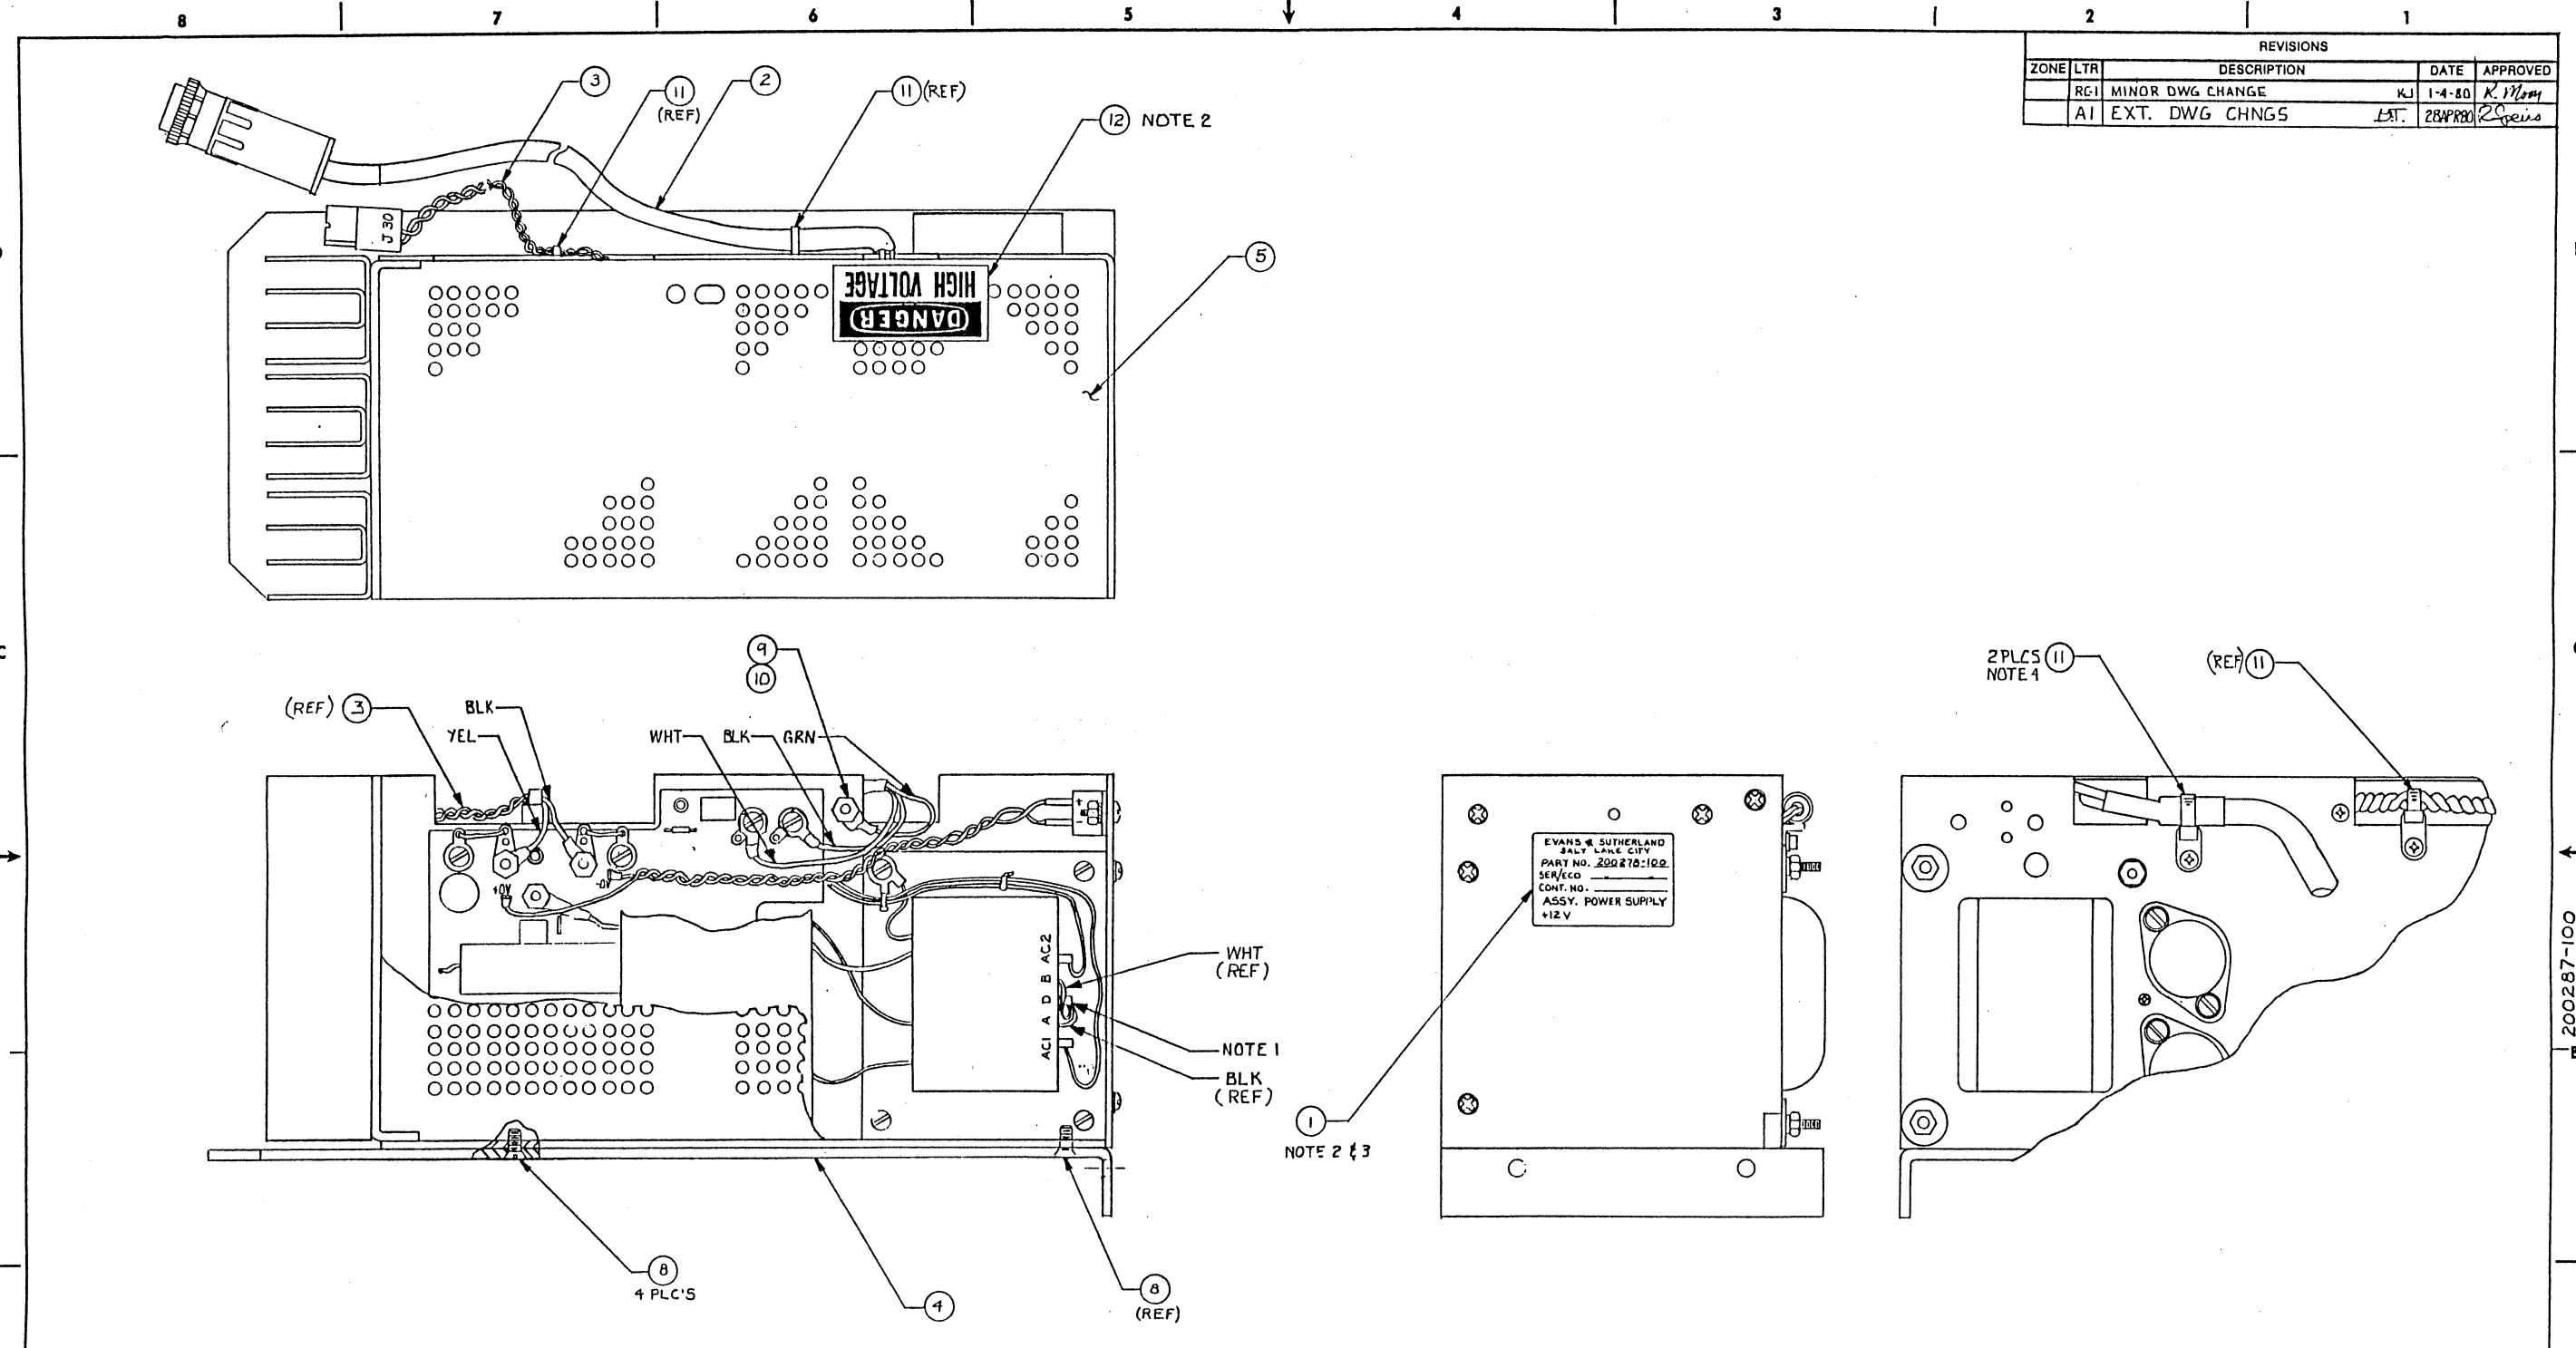 8 7 6 5 4 3 2 1
REVISIONS
ZONE LTR DESCRIPTION DATE APPROVED
RG1 MINOR DWG CHANGE KJ 1-4-80 K. Moon
A1 EXT. DWG CHNGS 28APR80
3
11
(REF)
2
11 (REF)
12 NOTE 2
J30
5
HIGH VOLTAGE
DANGER
C
9
10
(REF) 3
BLK
YEL
WHT
BLK
GRN
2 PLCS 11
NOTE 4
(REF) 11
+ 
-
+0V
-0V
EVANS & SUTHERLAND
SALT LAKE CITY
PART NO. 200278-100
SER/ECO
CONT. NO.
ASSY. POWER SUPPLY
+12V
AC1 A D B AC2
WHT
(REF)
NOTE 1
BLK
(REF)
1
NOTE 2 & 3
200287-100
8
4 PLC'S
4
8
(REF)